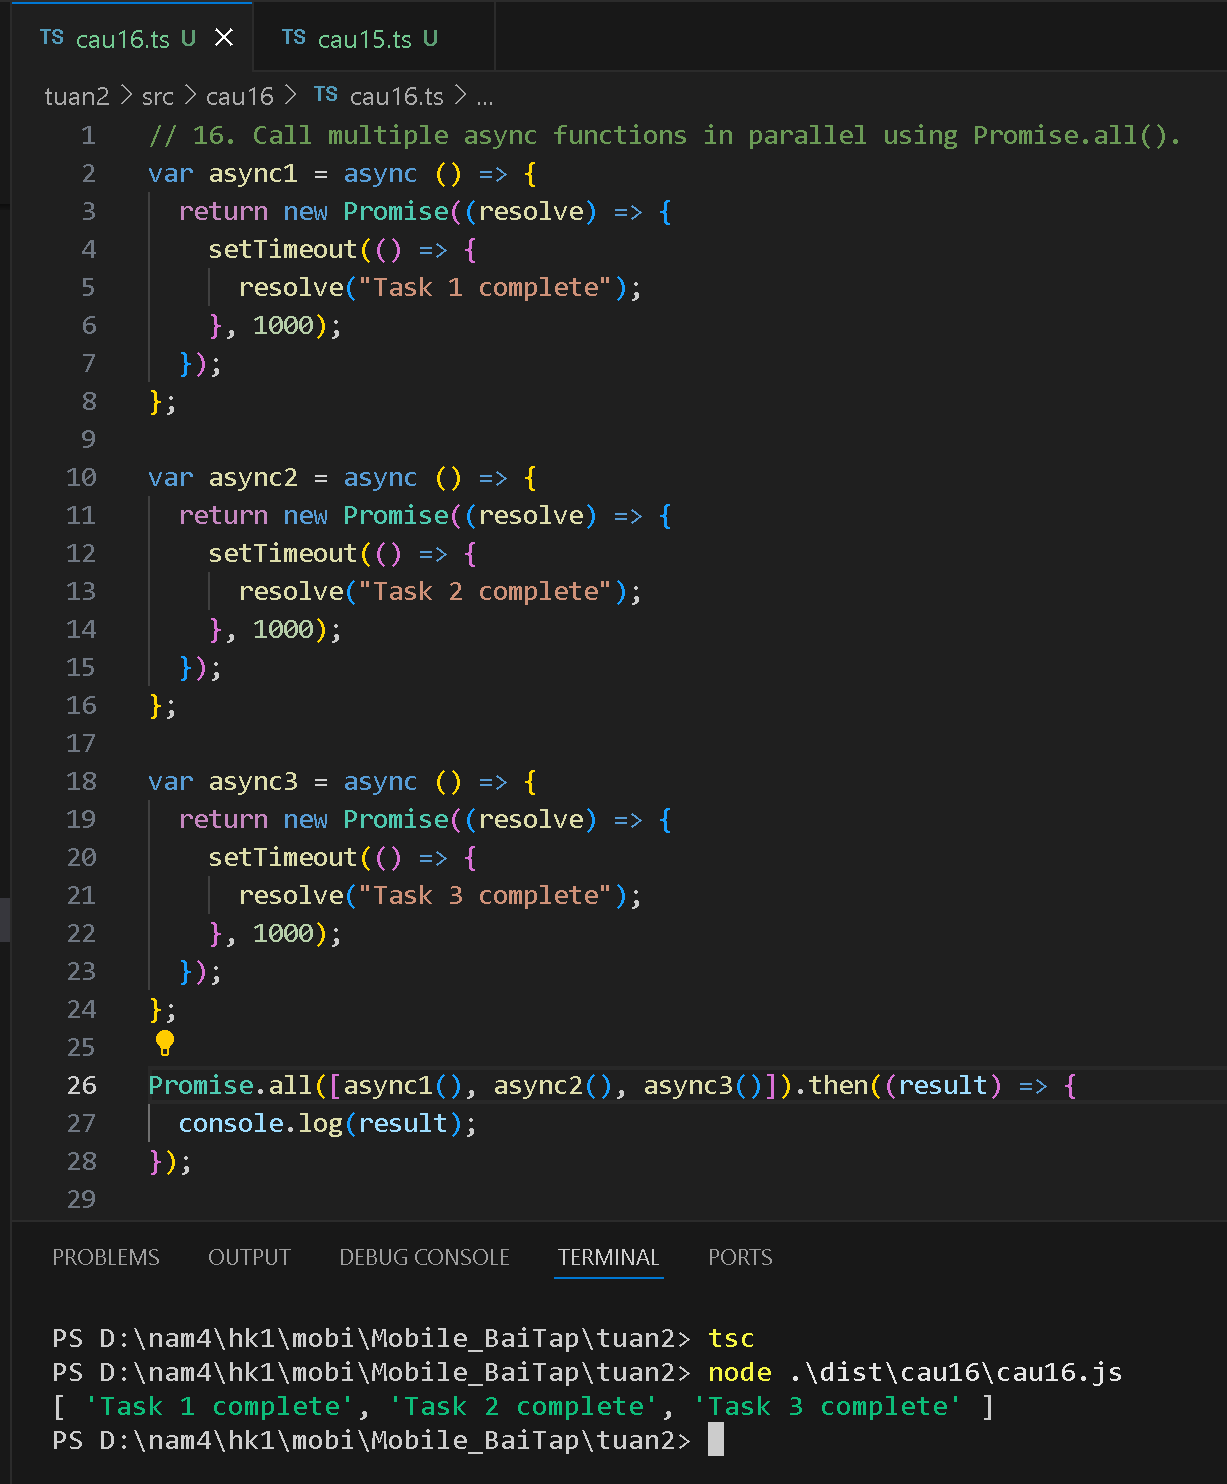 TS cau16.ts U × TS cau15.ts U
tuan2 > src > cau16 > TS cau16.ts > ...
1 // 16. Call multiple async functions in parallel using Promise.all().
2 var async1 = async () => {
3   return new Promise((resolve) => {
4     setTimeout(() => {
5       resolve("Task 1 complete");
6     }, 1000);
7   });
8 };
9
10 var async2 = async () => {
11   return new Promise((resolve) => {
12     setTimeout(() => {
13       resolve("Task 2 complete");
14     }, 1000);
15   });
16 };
17
18 var async3 = async () => {
19   return new Promise((resolve) => {
20     setTimeout(() => {
21       resolve("Task 3 complete");
22     }, 1000);
23   });
24 };
25
26 Promise.all([async1(), async2(), async3()]).then((result) => {
27   console.log(result);
28 });
29
PROBLEMS OUTPUT DEBUG CONSOLE TERMINAL PORTS
PS D:\nam4\hk1\mobi\Mobile_BaiTap\tuan2> tsc
PS D:\nam4\hk1\mobi\Mobile_BaiTap\tuan2> node .\dist\cau16\cau16.js
[ 'Task 1 complete', 'Task 2 complete', 'Task 3 complete' ]
PS D:\nam4\hk1\mobi\Mobile_BaiTap\tuan2>